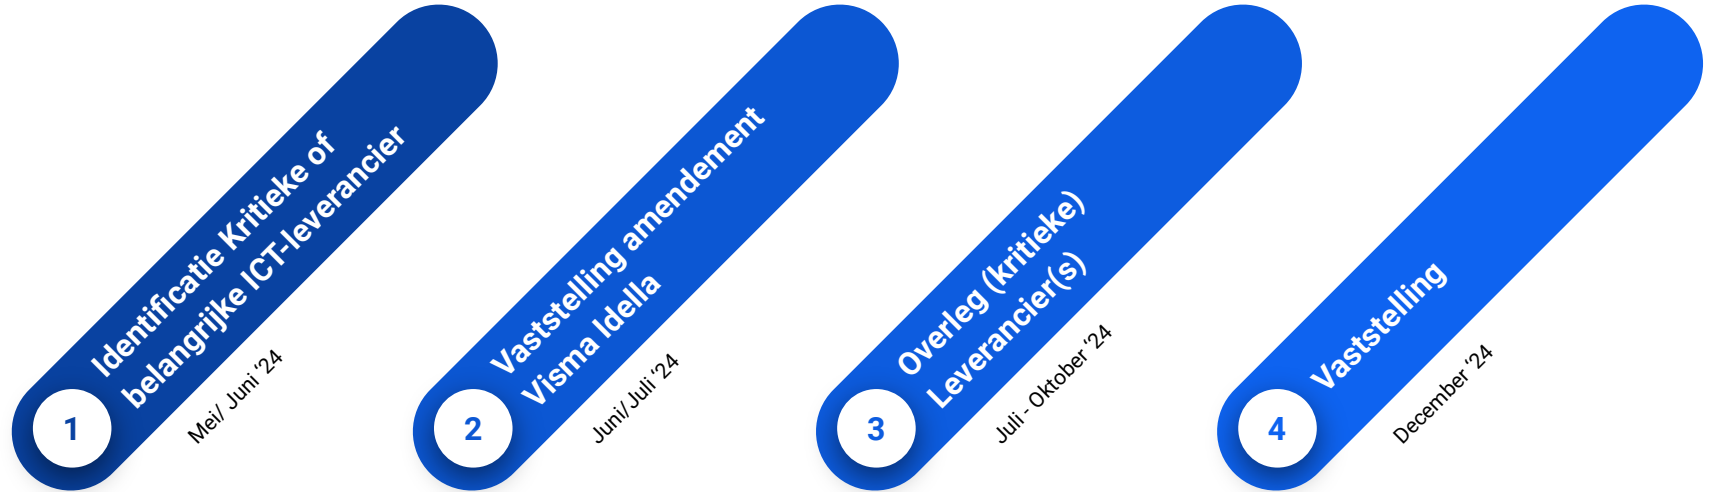 1
Identificatie Kritieke of
belangrijke ICT-leverancier
Mei/ Juni ‘24
2
Vaststelling amendement
Visma Idella
Juni/Juli ‘24
3
Overleg (kritieke)
Leverancier(s)
Juli - Oktober ‘24
4
Vaststelling
December ‘24